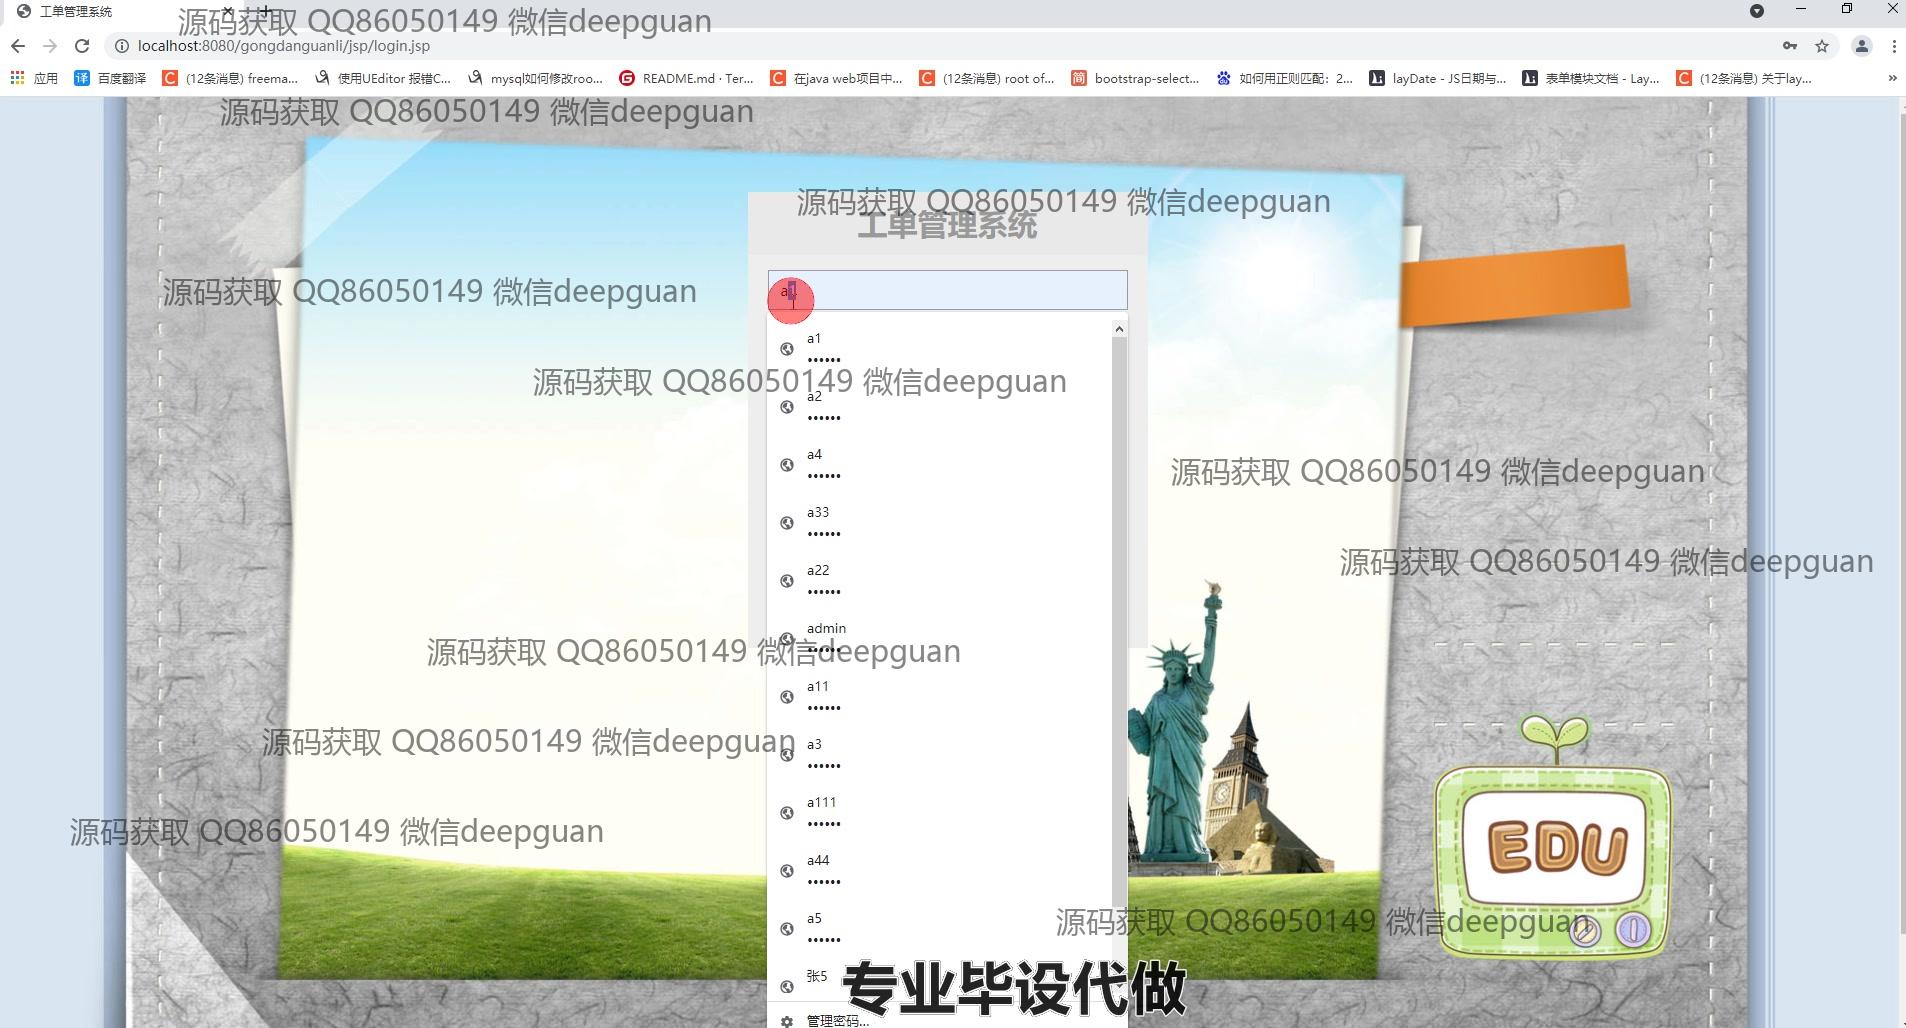 工单管理系统
源码获取 QQ86050149 微信deepguan
localhost:8080/gongdanguanli/jsp/login.jsp
应用
百度翻译
(12条消息) freema...
使用UEditor 报错C...
mysql如何修改roo...
README.md · Ter...
在java web项目中...
(12条消息) root of...
bootstrap-select...
如何用正则匹配：2...
layDate - JS日期与...
表单模块文档 - Lay...
(12条消息) 关于lay...
源码获取 QQ86050149 微信deepguan
源码获取 QQ86050149 微信deepguan
工单管理系统
源码获取 QQ86050149 微信deepguan
a1
••••••
源码获取 QQ86050149 微信deepguan
a2
••••••
a4
••••••
源码获取 QQ86050149 微信deepguan
a33
••••••
源码获取 QQ86050149 微信deepguan
a22
••••••
admin
••••••
源码获取 QQ86050149 微信deepguan
a11
••••••
源码获取 QQ86050149 微信deepguan
a3
••••••
a111
••••••
源码获取 QQ86050149 微信deepguan
EDU
a44
••••••
a5
••••••
源码获取 QQ86050149 微信deepguan
张5
专业毕设代做
管理密码...